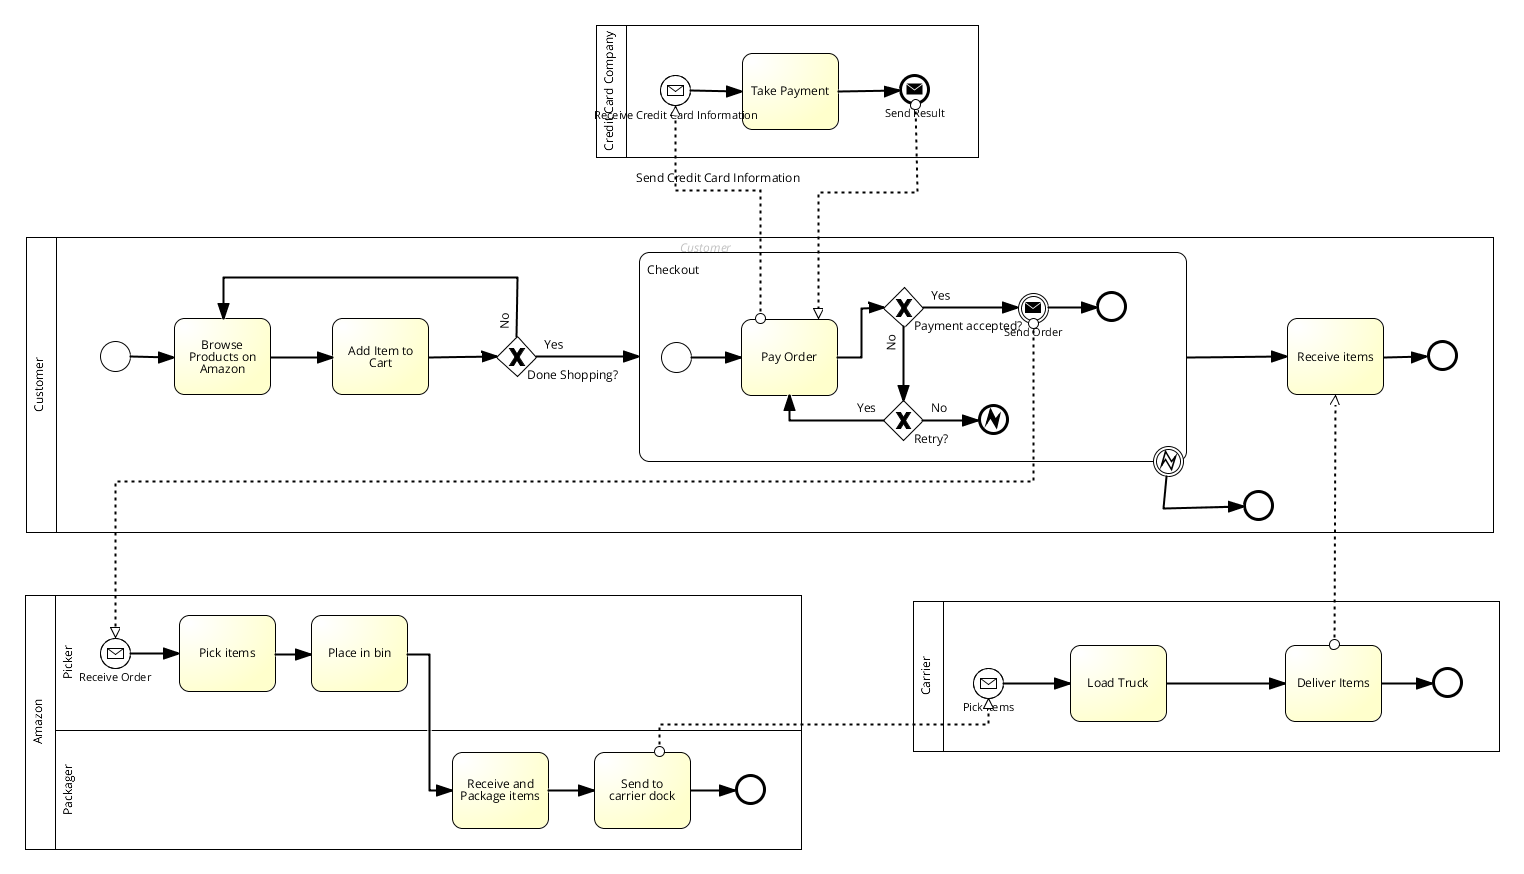 Credit Card Company
Receive Credit Card Information
Take Payment
Send Result
Send Credit Card Information
Customer
Customer
Checkout
No
Browse
Products on
Amazon
Add Item to
Cart
Yes
Done Shopping?
Pay Order
Yes
Payment accepted?
Send Order
No
Yes
No
Retry?
Receive items
Amazon
Picker
Receive Order
Pick items
Place in bin
Packager
Receive and
Package items
Send to
carrier dock
Carrier
Pick items
Load Truck
Deliver Items